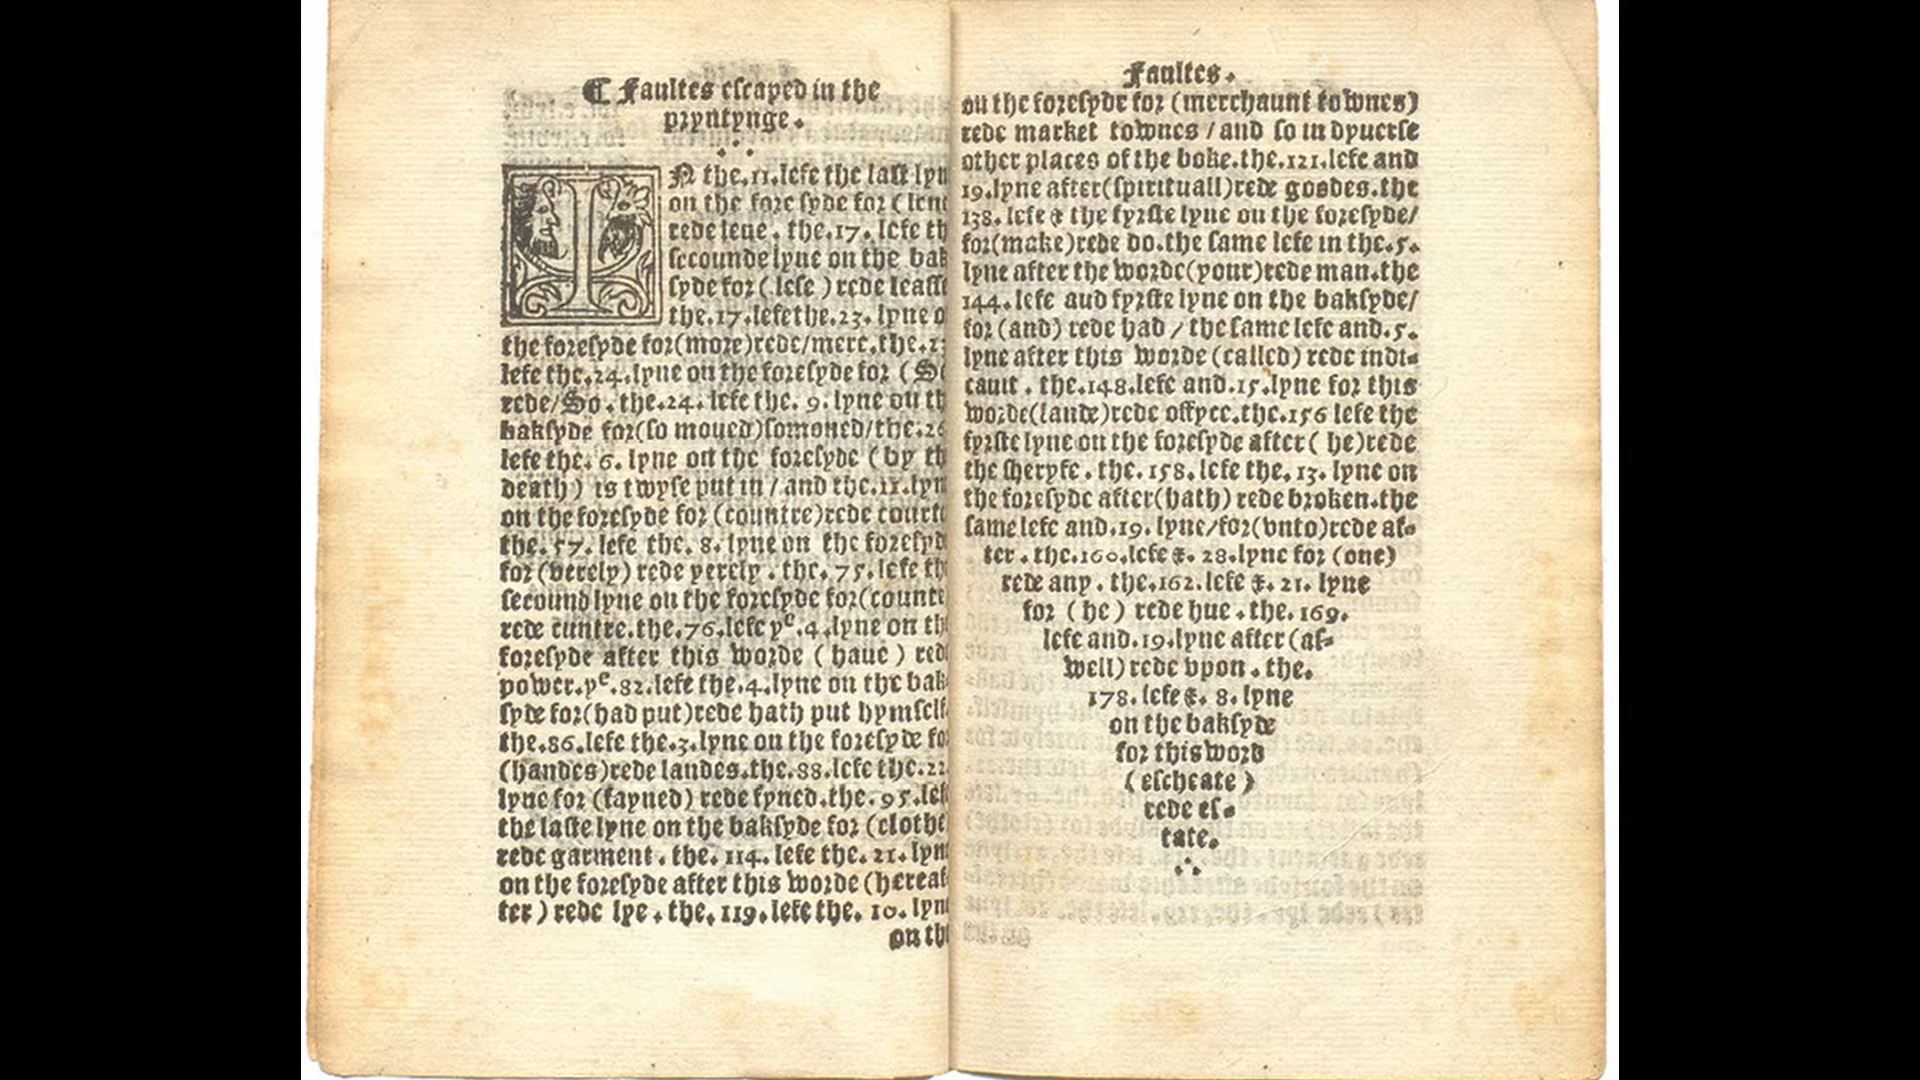 ¶ Faultes escaped in the
pryntynge.
IN the.11.lefe the last lyn
on the fore syde for (lene
rede leue. the.17. lefe th
secounde lyne on the bak
syde for (lese) rede leasse
the.17.lefe the.23. lyne o
the foresyde for(more)rede/mere.the.23
lefe the.24.lyne on the foresyde for (Se
rede/So.the.24. lefe the. 9. lyne on th
baksyde for(so moued)somoned/the.26
lefe the. 6. lyne on the foresyde (by th
death) is twyse put in / and the.11.lyn
on the foresyde for (countre)rede courte
the.57. lefe the. 8. lyne on the foresyd
for (verely) rede yerely. the. 75. lefe th
secound lyne on the foresyde for(countr
rede cuntre.the.76.lefe yᵉ.4.lyne on th
foresyde after this worde (haue) rede
power.yᵉ.82.lefe the.4.lyne on the bak
syde for(had put)rede hath put hymself.
the.86.lefe the.3.lyne on the foresyde fo
(handes)rede landes.the.88.lefe the.22.
lyne for (fayned) rede fyned.the.95.lef
the laste lyne on the baksyde for (clothe
rede garment. the. 114. lefe the. 21. lyn
on the foresyde after this worde (hereaf
ter) rede lye. the. 119.lefe the. 10. lyn
on th
Faultes.
on the foresyde for (merchaunt townes)
rede market townes / and so in dyuerse
other places of the boke.the.121.lefe and
19.lyne after(spirituall)rede goodes.the
138. lefe & the fyrste lyne on the foresyde/
for(make)rede do.the same lefe in the.5.
lyne after the worde(your)rede man.the
144.lefe aud fyrste lyne on the baksyde/
for (and) rede had / the same lefe and.5.
lyne after this worde (called) rede indi-
cauit. the.148.lefe and.15.lyne for this
worde(lande)rede offyce.the.156 lefe the
fyrste lyne on the foresyde after (he)rede
the sheryfe. the. 158. lefe the. 13. lyne on
the foresyde after(hath) rede broken.the
same lefe and.19. lyne/for(vnto)rede af-
ter. the.160.lefe &. 28.lyne for (one)
rede any. the.162.lefe &. 21. lyne
for (he) rede hue. the. 169.
lefe and.19.lyne after (as-
well) rede vpon. the.
178. lefe &. 8. lyne
on the baksyde
for this word
(escheate)
rede es-
tate.